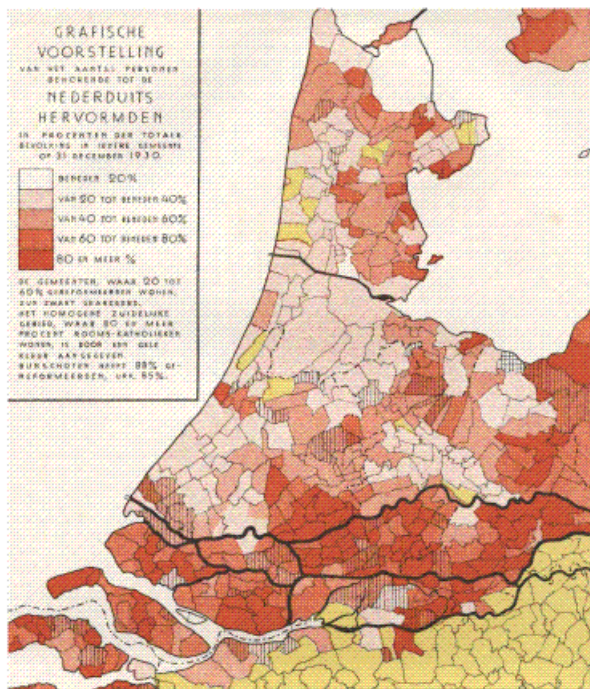 GRAFISCHE
VOORSTELLING
VAN HET AANTAL PERSONEN
BEHORENDE TOT DE
NEDERDUITS
HERVORMDEN
IN PROCENTEN DER TOTALE
BEVOLKING IN IEDERE GEMEENTE
OP 31 DECEMBER 1930.
BENEDEN 20%
VAN 20 TOT BENEDEN 40%
VAN 40 TOT BENEDEN 60%
VAN 60 TOT BENEDEN 80%
80 EN MEER %
DE GEMEENTEN, WAAR 20 TOT
60% GEREFORMEERDEN WONEN,
ZIJN ZWART GEARCEERD.
HET HOMOGENE ZUIDELIJKE
GEBIED, WAAR 80 EN MEER
PROCENT ROOMS-KATHOLIEKEN
WONEN, IS DOOR EEN GELE
KLEUR AANGEGEVEN.
BUNSCHOTEN HEEFT 88% GE-
REFORMEERDEN, URK 95%.